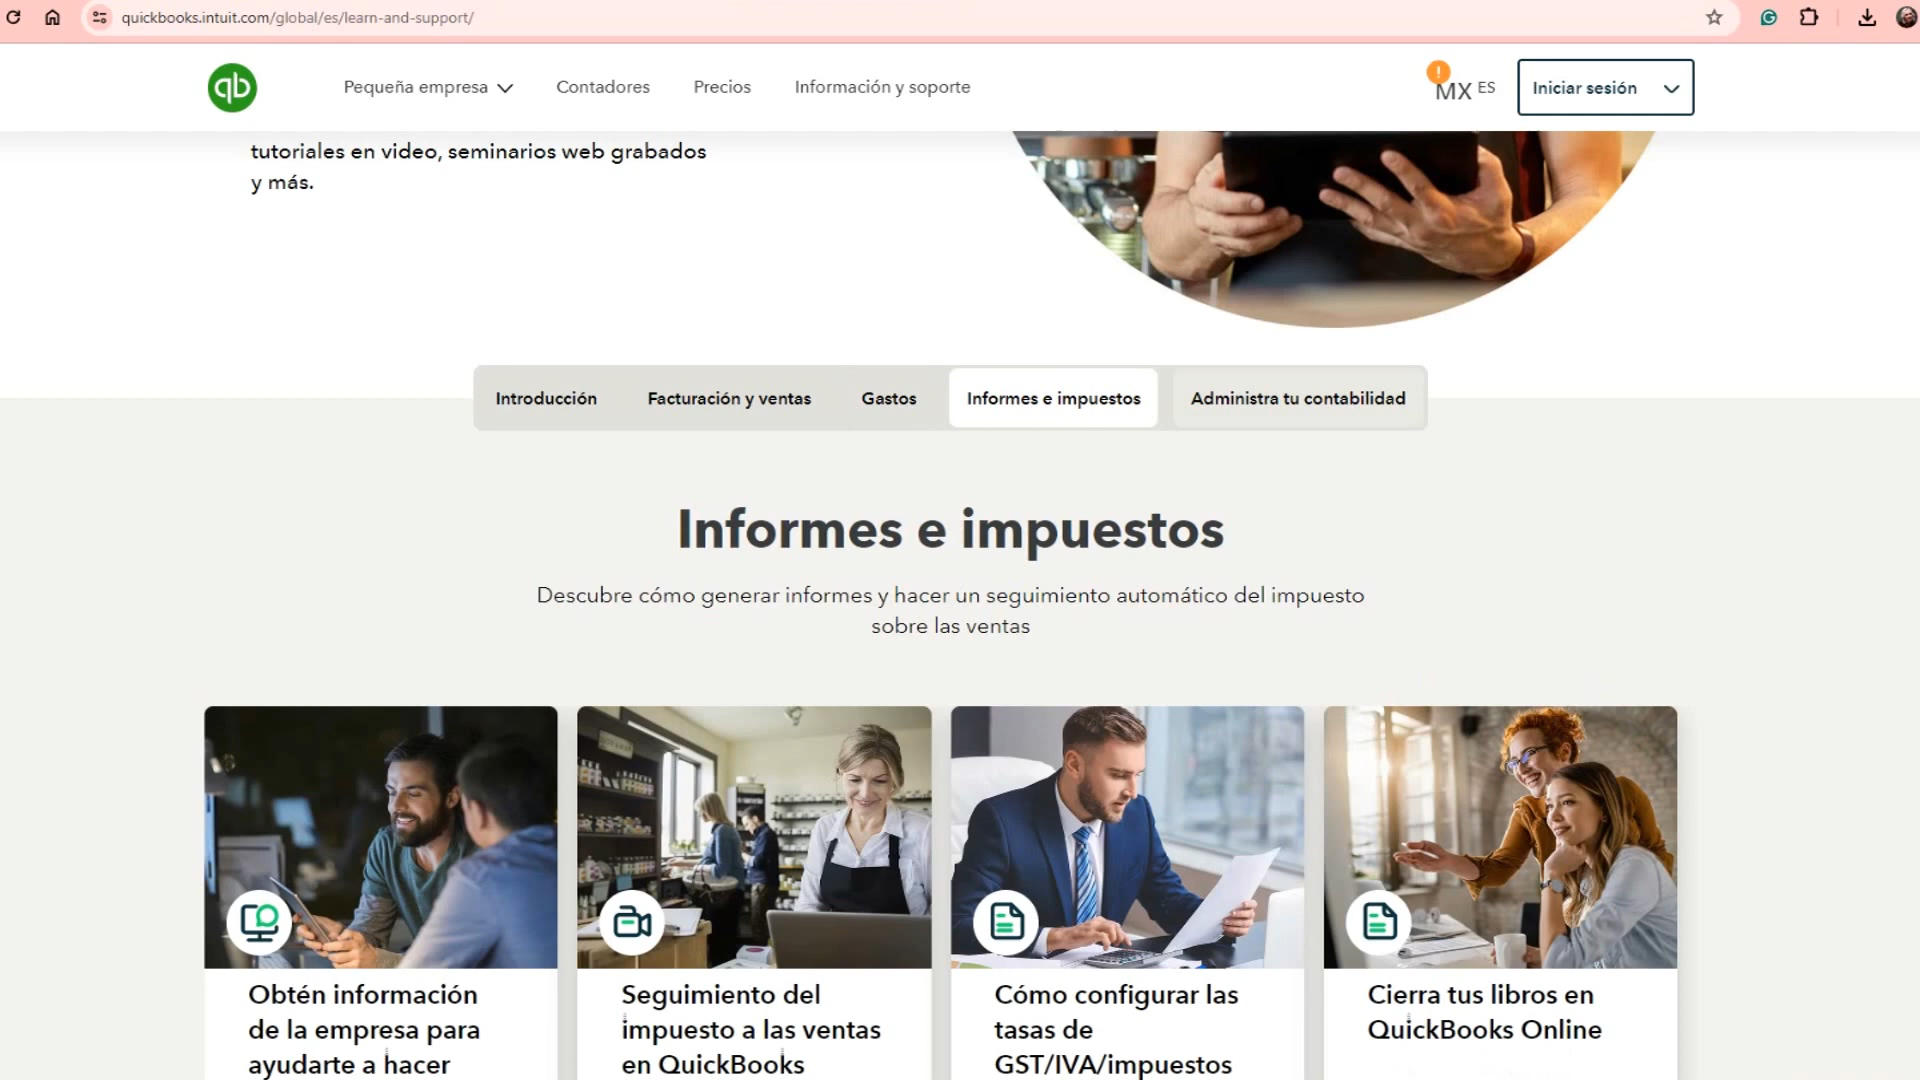 quickbooks.intuit.com/global/es/learn-and-support/
qb
Pequeña empresa
Contadores
Precios
Información y soporte
!
MX ES
Iniciar sesión
tutoriales en video, seminarios web grabados
y más.
Introducción
Facturación y ventas
Gastos
Informes e impuestos
Administra tu contabilidad
Informes e impuestos
Descubre cómo generar informes y hacer un seguimiento automático del impuesto
sobre las ventas
Obtén información
de la empresa para
ayudarte a hacer
Seguimiento del
impuesto a las ventas
en QuickBooks
Cómo configurar las
tasas de
GST/IVA/impuestos
Cierra tus libros en
QuickBooks Online